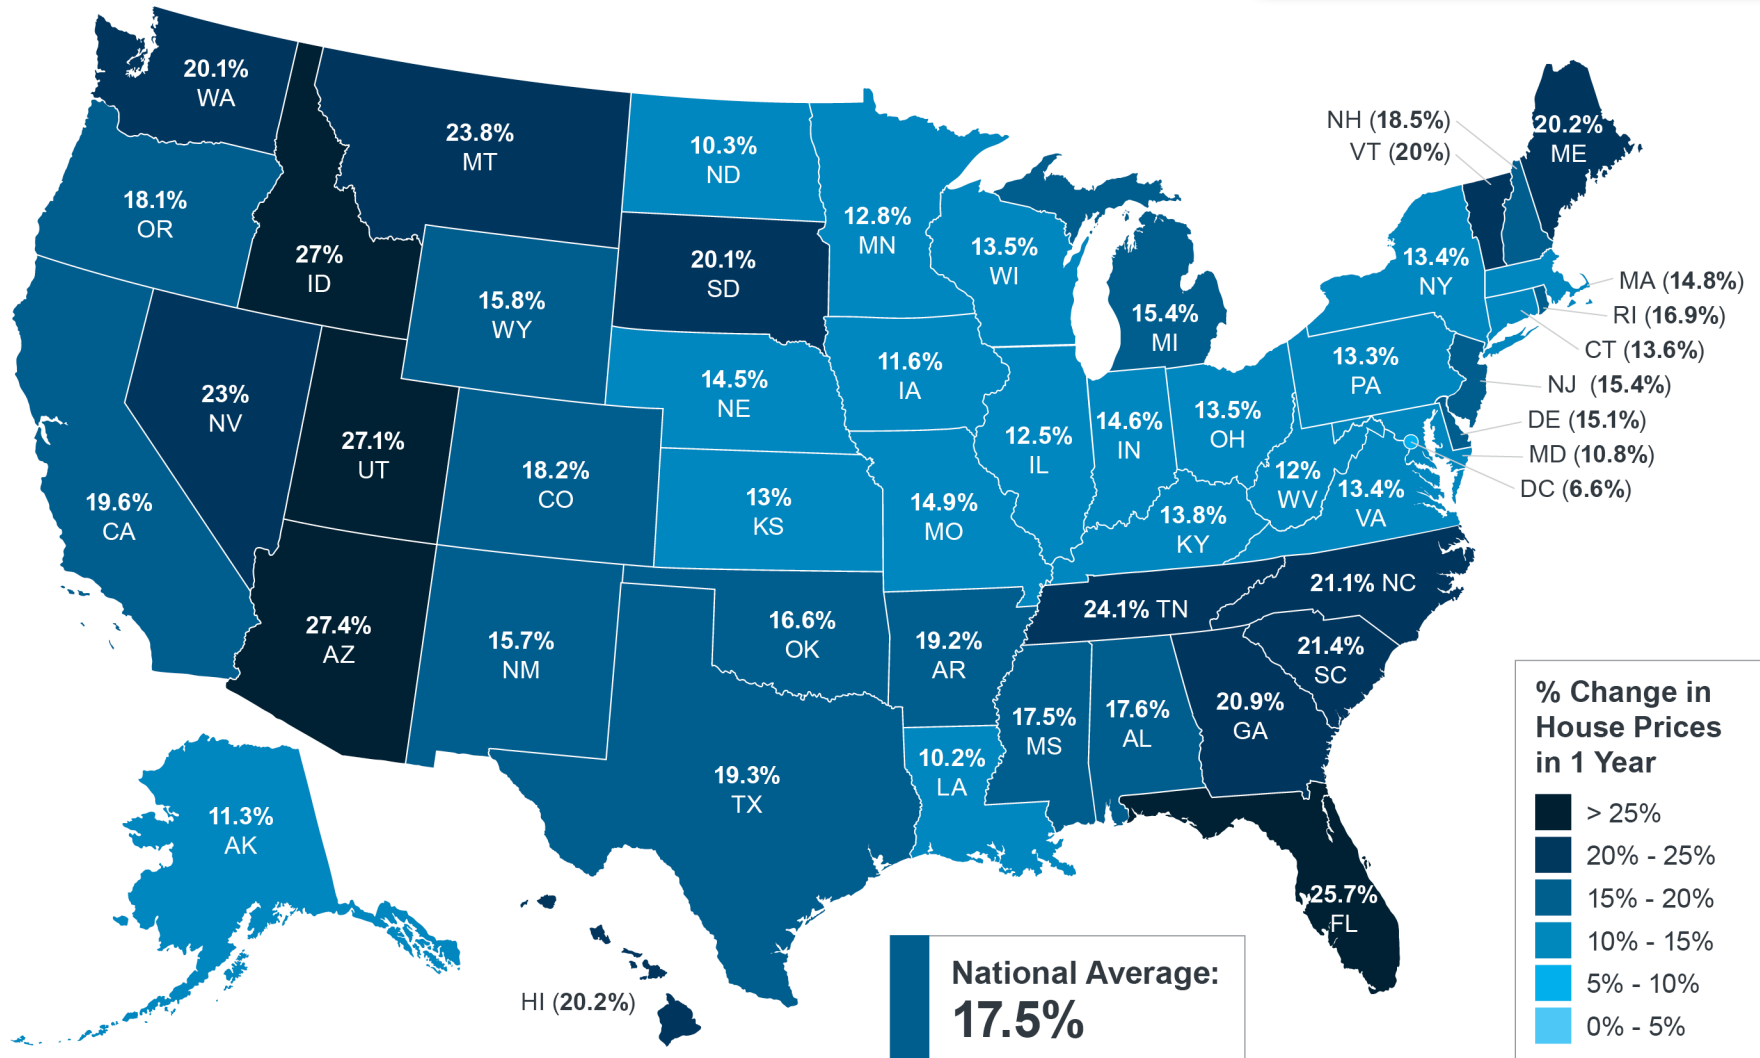 20.1%
WA
23.8%
MT
10.3%
ND
18.1%
OR
27%
ID
15.8%
WY
20.1%
SD
12.8%
MN
13.5%
WI
15.4%
MI
NH (18.5%)
VT (20%)
20.2%
ME
13.4%
NY
MA (14.8%)
RI (16.9%)
CT (13.6%)
NJ (15.4%)
DE (15.1%)
MD (10.8%)
DC (6.6%)
13.3%
PA
23%
NV
27.1%
UT
19.6%
CA
18.2%
CO
14.5%
NE
11.6%
IA
13%
KS
14.9%
MO
12.5%
IL
14.6%
IN
13.5%
OH
12%
WV
13.4%
VA
13.8%
KY
27.4%
AZ
15.7%
NM
16.6%
OK
19.2%
AR
24.1% TN
21.1% NC
21.4%
SC
19.3%
TX
10.2%
LA
17.5%
MS
17.6%
AL
20.9%
GA
25.7%
FL
11.3%
AK
HI (20.2%)
National Average:
17.5%
% Change in
House Prices
in 1 Year
> 25%
20% - 25%
15% - 20%
10% - 15%
5% - 10%
0% - 5%